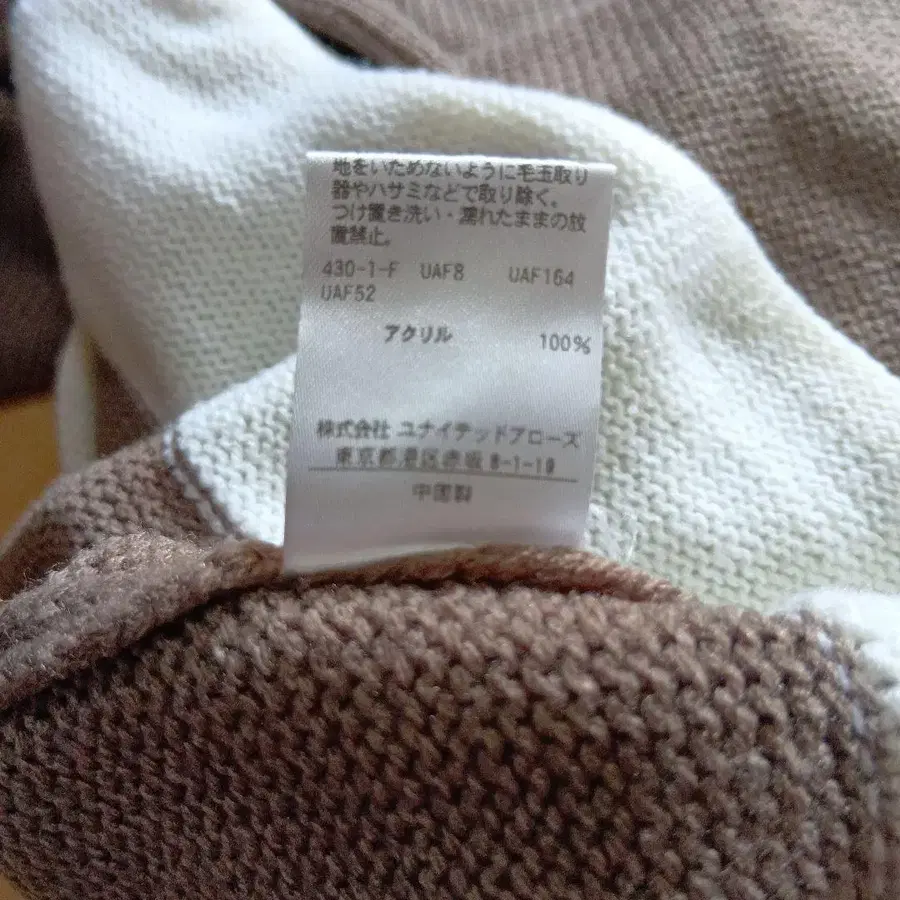 地をいためないように毛玉取り
器やハサミなどで取り除く。
つけ置き洗い・濡れたままの放
置禁止。
430-1-F UAF8 UAF164
UAF52
アクリル 100%
株式会社 ユナイテッドアローズ
東京都港区赤坂 8-1-19
中国製